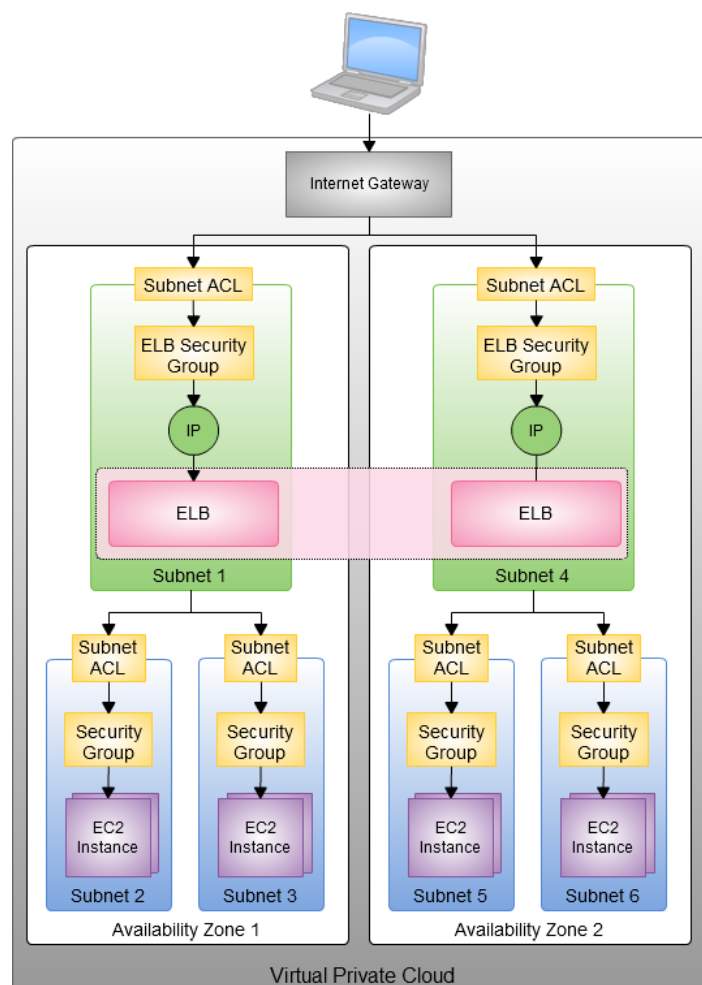 Internet Gateway
Subnet ACL
Subnet ACL
ELB Security
Group
ELB Security
Group
IP
IP
ELB
ELB
Subnet 1
Subnet 4
Subnet
ACL
Subnet
ACL
Subnet
ACL
Subnet
ACL
Security
Group
Security
Group
Security
Group
Security
Group
EC2
Instance
EC2
Instance
EC2
Instance
EC2
Instance
Subnet 2
Subnet 3
Subnet 5
Subnet 6
Availability Zone 1
Availability Zone 2
Virtual Private Cloud